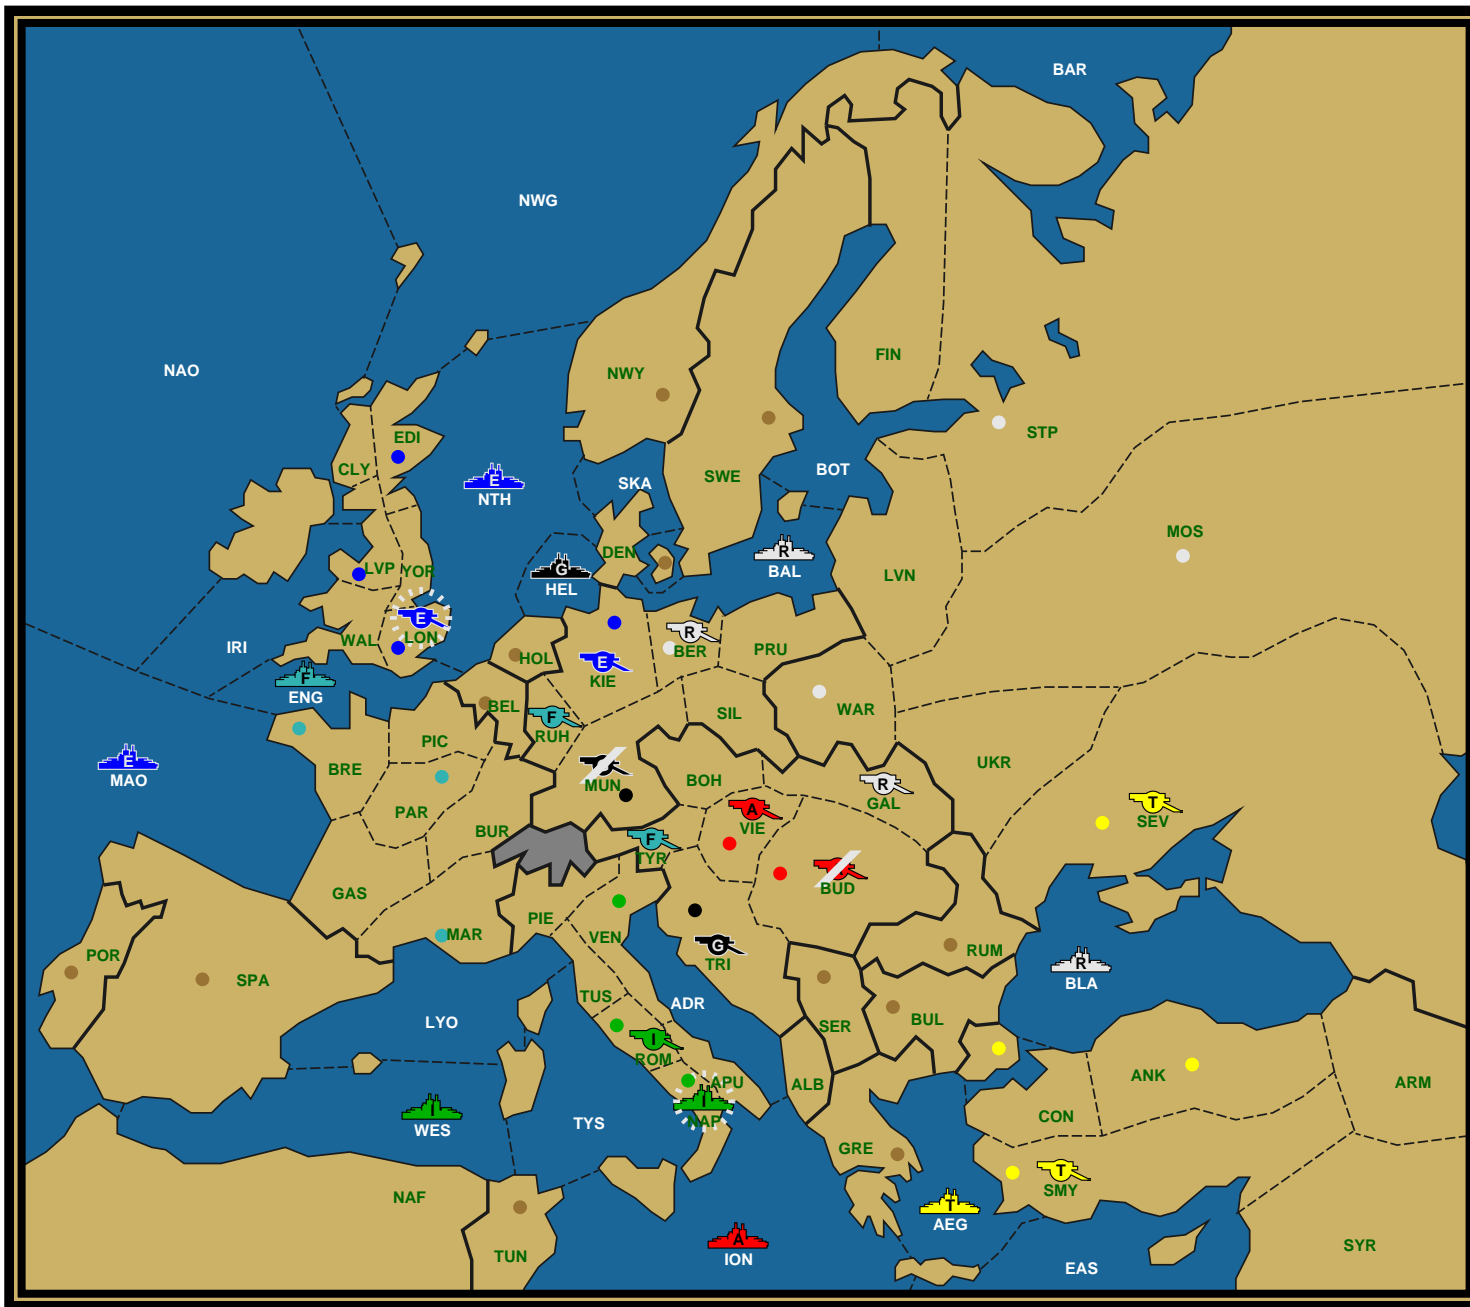 BAR
NWG
NAO
FIN
NWY
EDI
STP
CLY
SWE
BOT
SKA
E
NTH
MOS
R
BAL
DEN
G
HEL
LVP
YOR
LVN
E
LON
WAL
IRI
R
BER
PRU
HOL
E
KIE
F
ENG
BEL
F
RUH
SIL
WAR
PIC
E
MAO
BRE
MUN
BOH
R
GAL
UKR
T
SEV
A
VIE
PAR
BUR
F
TYR
BUD
GAS
PIE
VEN
MAR
POR
SPA
G
TRI
RUM
R
BLA
TUS
ADR
LYO
SER
BUL
I
ROM
APU
ALB
ANK
ARM
I
NAP
I
WES
TYS
CON
GRE
T
SMY
NAF
T
AEG
A
ION
TUN
EAS
SYR